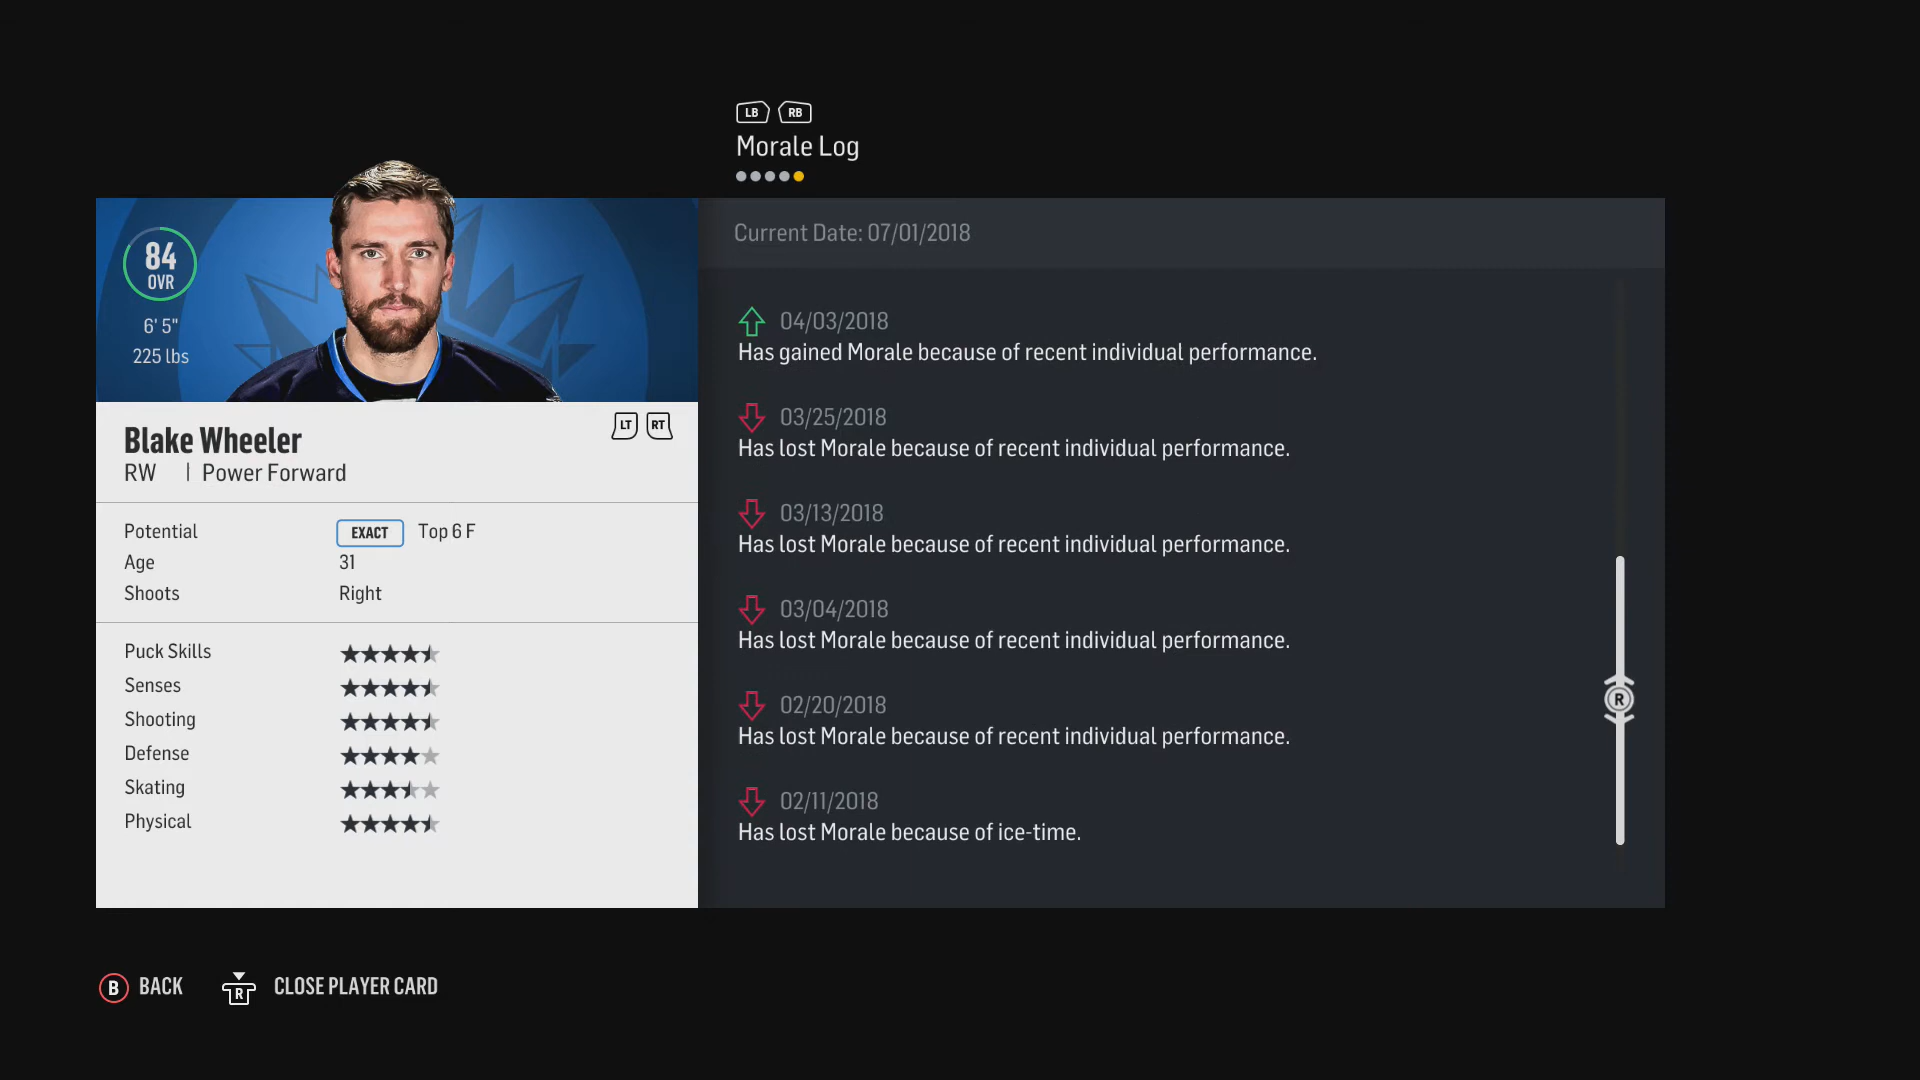 LB RB
Morale Log
84
OVR
6' 5"
225 lbs
Blake Wheeler
LT RT
RW | Power Forward
Potential EXACT Top 6 F
Age 31
Shoots Right
Puck Skills
Senses
Shooting
Defense
Skating
Physical
Current Date: 07/01/2018
04/03/2018
Has gained Morale because of recent individual performance.
03/25/2018
Has lost Morale because of recent individual performance.
03/13/2018
Has lost Morale because of recent individual performance.
03/04/2018
Has lost Morale because of recent individual performance.
02/20/2018
Has lost Morale because of recent individual performance.
02/11/2018
Has lost Morale because of ice-time.
R
B BACK R CLOSE PLAYER CARD